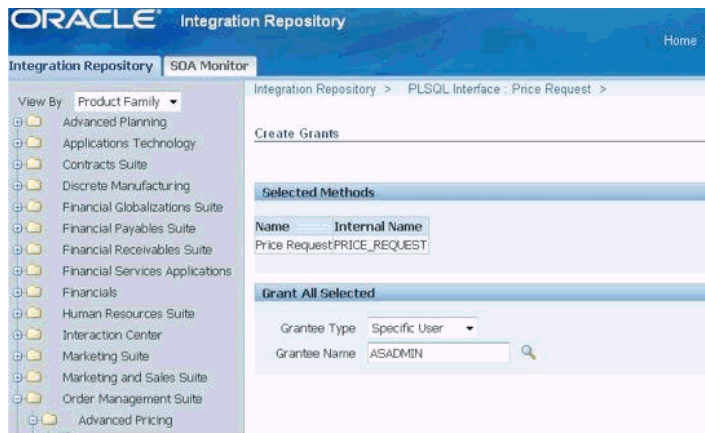 ORACLE® Integration Repository
Home
Integration Repository SOA Monitor
View By Product Family
Advanced Planning
Applications Technology
Contracts Suite
Discrete Manufacturing
Financial Globalizations Suite
Financial Payables Suite
Financial Receivables Suite
Financial Services Applications
Financials
Human Resources Suite
Interaction Center
Marketing Suite
Marketing and Sales Suite
Order Management Suite
Advanced Pricing
Integration Repository > PLSQL Interface : Price Request >
Create Grants
Selected Methods
Name Internal Name
Price Request PRICE_REQUEST
Grant All Selected
Grantee Type Specific User
Grantee Name ASADMIN